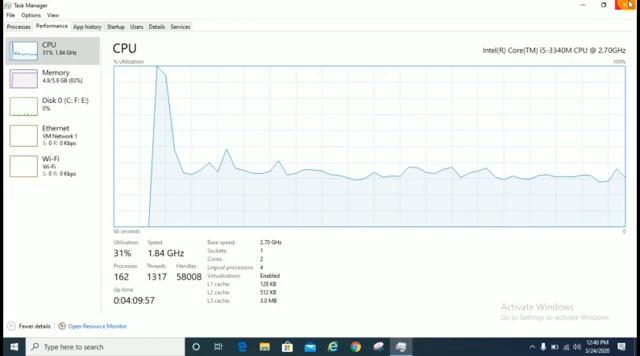 Task Manager
File Options View
Processes Performance App history Startup Users Details Services
CPU
31% 1.84 GHz
Memory
4.9/5.9 GB (83%)
Disk 0 (C: F: E:)
0%
Ethernet
VM Network 1
S: 0 R: 0 Kbps
Wi-Fi
Wi-Fi
S: 0 R: 0 Kbps
CPU
Intel(R) Core(TM) i5-3340M CPU @ 2.70GHz
% Utilization
100%
60 seconds
0
Utilization Speed
31% 1.84 GHz
Processes Threads Handles
162 1317 58008
Up time
0:04:09:57
Base speed: 2.70 GHz
Sockets: 1
Cores: 2
Logical processors: 4
Virtualization: Enabled
L1 cache: 128 KB
L2 cache: 512 KB
L3 cache: 3.0 MB
Activate Windows
Go to Settings to activate Windows.
Fewer details Open Resource Monitor
Type here to search
12:40 PM
3/24/2020